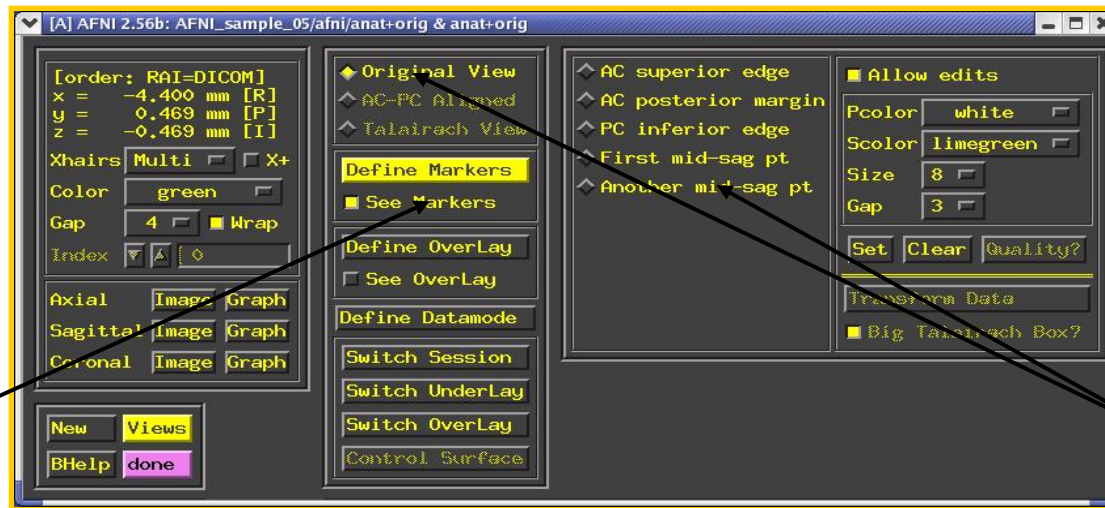 [A] AFNI 2.56b: AFNI_sample_05/afni/anat+orig & anat+orig
[order: RAI=DICOM]
x = -4.400 mm [R]
y = 0.469 mm [P]
z = -0.469 mm [I]
Xhairs Multi X+
Color green
Gap 4 Wrap
Index 0
Axial Image Graph
Sagittal Image Graph
Coronal Image Graph
New Views
BHelp done
Original View
AC-PC Aligned
Talairach View
Define Markers
See Markers
Define OverLay
See OverLay
Define Datamode
Switch Session
Switch UnderLay
Switch OverLay
Control Surface
AC superior edge
AC posterior margin
PC inferior edge
First mid-sag pt
Another mid-sag pt
Allow edits
Pcolor white
Scolor limegreen
Size 8
Gap 3
Set Clear Quality?
Transform Data
Big Talairach Box?